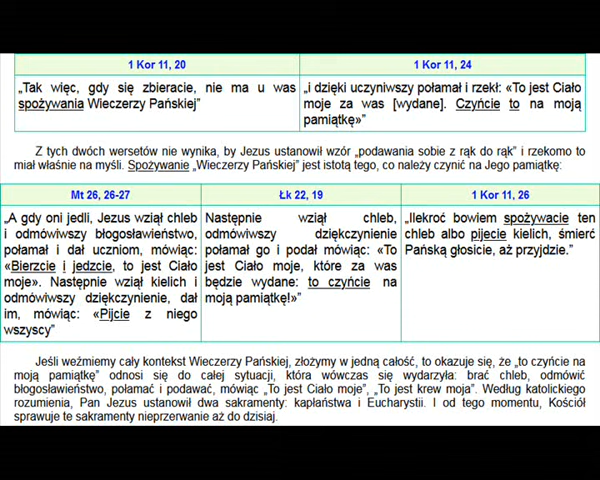 1 Kor 11, 20
1 Kor 11, 24
„Tak więc, gdy się zbieracie, nie ma u was
spożywania Wieczerzy Pańskiej”
„i dzięki uczyniwszy połamał i rzekł: «To jest Ciało
moje za was [wydane]. Czyńcie to na moją
pamiątkę»”
Z tych dwóch wersetów nie wynika, by Jezus ustanowił wzór „podawania sobie z rąk do rąk” i rzekomo to
miał właśnie na myśli. Spożywanie „Wieczerzy Pańskiej” jest istotą tego, co należy czynić na Jego pamiątkę:
Mt 26, 26-27
Łk 22, 19
1 Kor 11, 26
„A gdy oni jedli, Jezus wziął chleb
i odmówiwszy błogosławieństwo,
połamał i dał uczniom, mówiąc:
«Bierzcie i jedzcie, to jest Ciało
moje». Następnie wziął kielich i
odmówiwszy dziękczynienie, dał
im, mówiąc: «Pijcie z niego
wszyscy”
Następnie wziął chleb,
odmówiwszy dziękczynienie
połamał go i podał mówiąc: «To
jest Ciało moje, które za was
będzie wydane: to czyńcie na
moją pamiątkę!»”
„Ilekroć bowiem spożywacie ten
chleb albo pijecie kielich, śmierć
Pańską głosicie, aż przyjdzie.”
Jeśli weźmiemy cały kontekst Wieczerzy Pańskiej, złożymy w jedną całość, to okazuje się, że „to czyńcie na
moją pamiątkę” odnosi się do całej sytuacji, która wówczas się wydarzyła: brać chleb, odmówić
błogosławieństwo, połamać i podawać, mówiąc „To jest Ciało moje”, „To jest krew moja”. Według katolickiego
rozumienia, Pan Jezus ustanowił dwa sakramenty: kapłaństwa i Eucharystii. I od tego momentu, Kościół
sprawuje te sakramenty nieprzerwanie aż do dzisiaj.